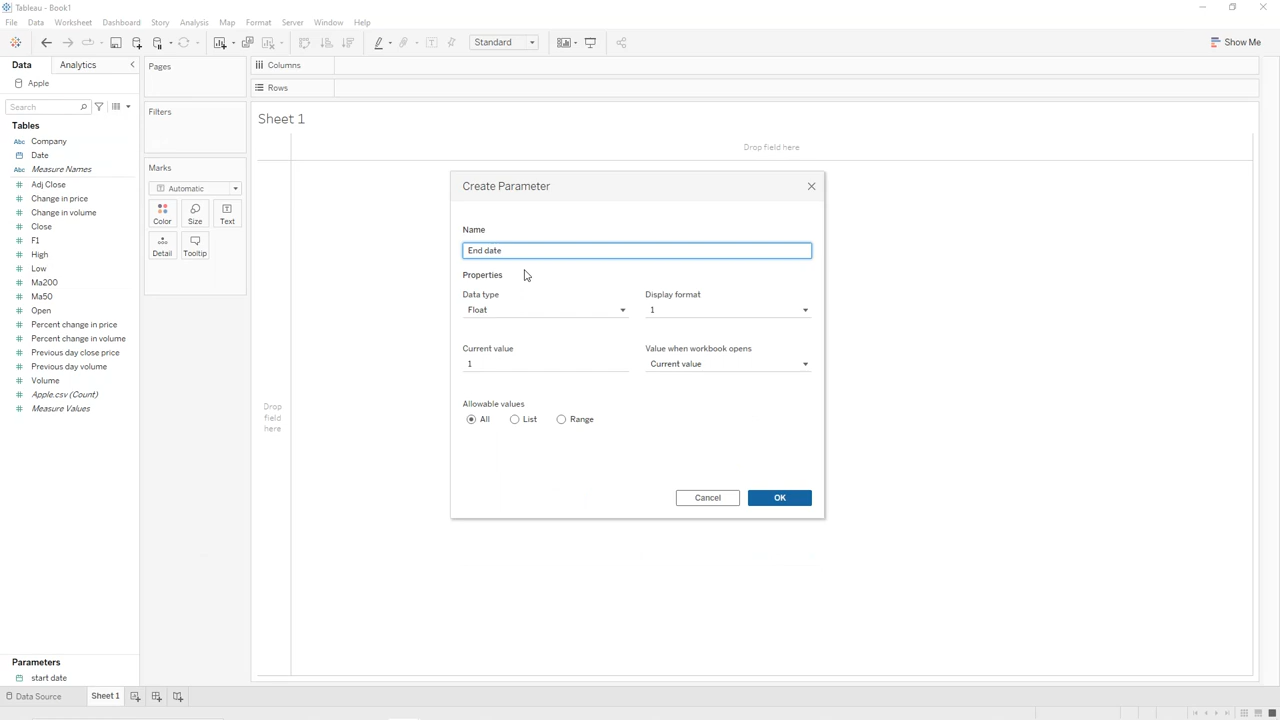 Tableau - Book1
File Data Worksheet Dashboard Story Analysis Map Format Server Window Help
Standard
Show Me
Data Analytics
Apple
Search
Tables
Abc Company
Date
Abc Measure Names
# Adj Close
# Change in price
# Change in volume
# Close
# F1
# High
# Low
# Ma200
# Ma50
# Open
# Percent change in price
# Percent change in volume
# Previous day close price
# Previous day volume
# Volume
# Apple.csv (Count)
# Measure Values
Parameters
start date
Pages
Filters
Marks
Automatic
Color Size Text
Detail Tooltip
Columns
Rows
Sheet 1
Drop field here
Drop
field
here
Create Parameter
Name
End date
Properties
Data type Display format
Float 1
Current value Value when workbook opens
1 Current value
Allowable values
All List Range
Cancel OK
Data Source Sheet 1